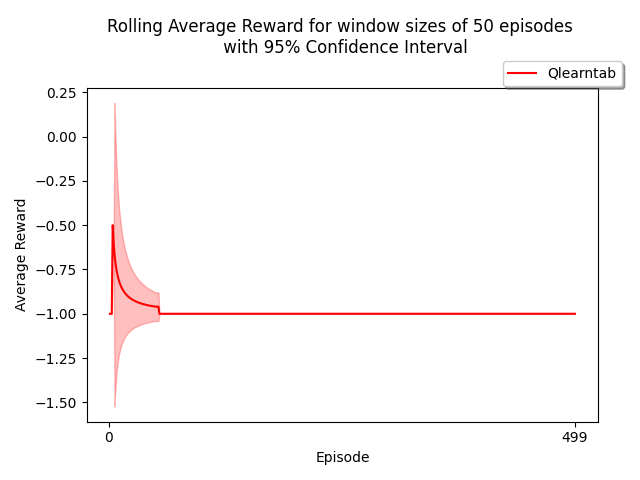 Rolling Average Reward for window sizes of 50 episodes
with 95% Confidence Interval
Qlearntab
0.25
0.00
−0.25
−0.50
−0.75
−1.00
−1.25
−1.50
Average Reward
0 499
Episode